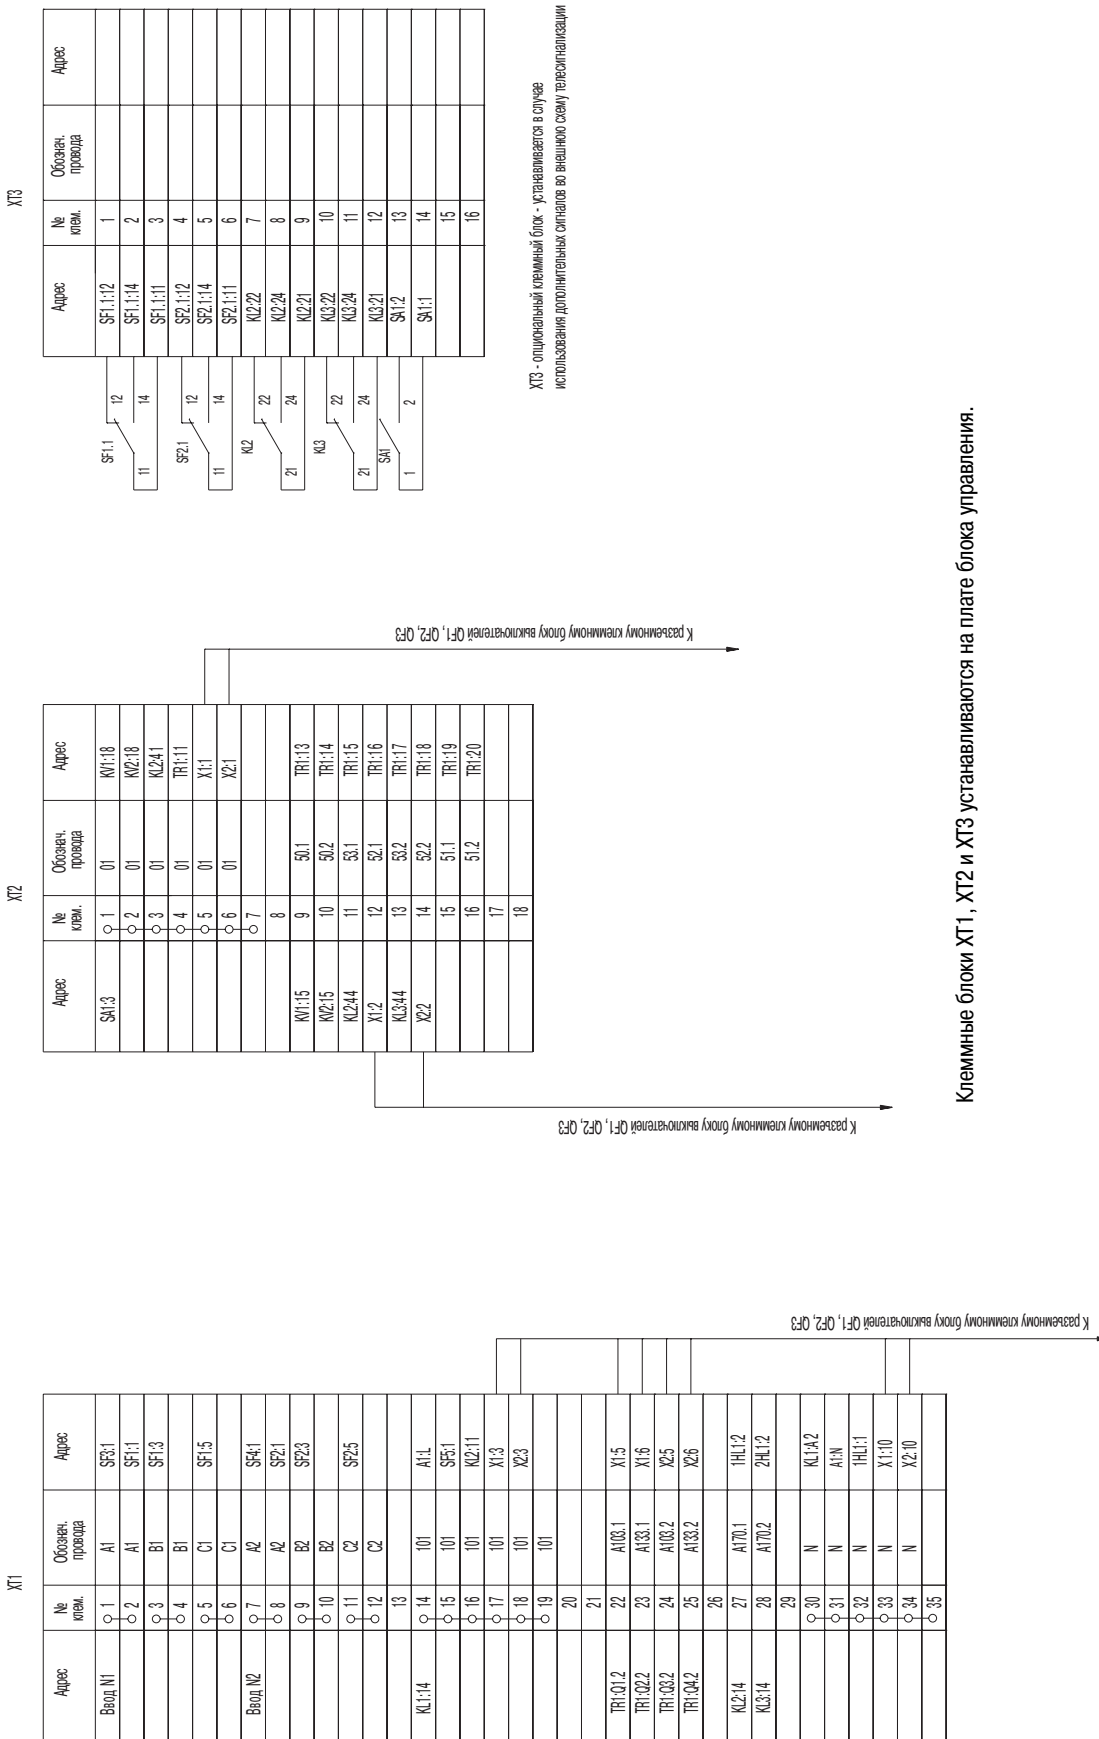 XT1
Адрес | № клем. | Обознач. провода | Адрес
Ввод N1 | 1 | A1 | SF3:1
2 | A1 | SF1:1
3 | B1 | SF1:3
4 | B1
5 | C1 | SF1:5
6 | C1
Ввод N2 | 7 | A2 | SF4:1
8 | A2 | SF2:1
9 | B2 | SF2:3
10 | B2
11 | C2 | SF2:5
12 | C2
13
KL1:14 | 14 | 101 | A1:L
15 | 101 | SF5:1
16 | 101 | KL2:11
17 | 101 | X1:3
18 | 101 | X2:3
19 | 101
20
21
TR1:Q1.2 | 22 | A103.1 | X1:5
TR1:Q2.2 | 23 | A133.1 | X1:6
TR1:Q3.2 | 24 | A103.2 | X2:5
TR1:Q4.2 | 25 | A133.2 | X2:6
26
KL2:14 | 27 | A170.1 | 1HL1:2
KL3:14 | 28 | A170.2 | 2HL1:2
29
30 | N | KL1:A2
31 | N | A1:N
32 | N | 1HL1:1
33 | N | X1:10
34 | N | X2:10
35
К разъемному клеммному блоку выключателей QF1, QF2, QF3
XT2
Адрес | № клем. | Обознач. провода | Адрес
SA1:3 | 1 | 01 | KV1:18
2 | 01 | KV2:18
3 | 01 | KL2:41
4 | 01 | TR1:11
5 | 01 | X1:1
6 | 01 | X2:1
7
8
KV1:15 | 9 | 50.1 | TR1:13
KV2:15 | 10 | 50.2 | TR1:14
KL2:44 | 11 | 53.1 | TR1:15
X1:2 | 12 | 52.1 | TR1:16
KL3:44 | 13 | 53.2 | TR1:17
X2:2 | 14 | 52.2 | TR1:18
15 | 51.1 | TR1:19
16 | 51.2 | TR1:20
17
18
К разъемному клеммному блоку выключателей QF1, QF2, QF3
К разъемному клеммному блоку выключателей QF1, QF2, QF3
XT3
Адрес | № клем. | Обознач. провода | Адрес
SF1.1:12 | 1
SF1.1:14 | 2
SF1.1:11 | 3
SF2.1:12 | 4
SF2.1:14 | 5
SF2.1:11 | 6
KL2:22 | 7
KL2:24 | 8
KL2:21 | 9
KL3:22 | 10
KL3:24 | 11
KL3:21 | 12
SA1:2 | 13
SA1:1 | 14
15
16
SF1.1 11 12 14
SF2.1 11 12 14
KL2 21 22 24
KL3 21 22 24
SA1 1 2
XT3 - опциональный клеммный блок - устанавливается в случае
использования дополнительных сигналов во внешнюю схему телесигнализации
Клеммные блоки XT1, XT2 и XT3 устанавливаются на плате блока управления.